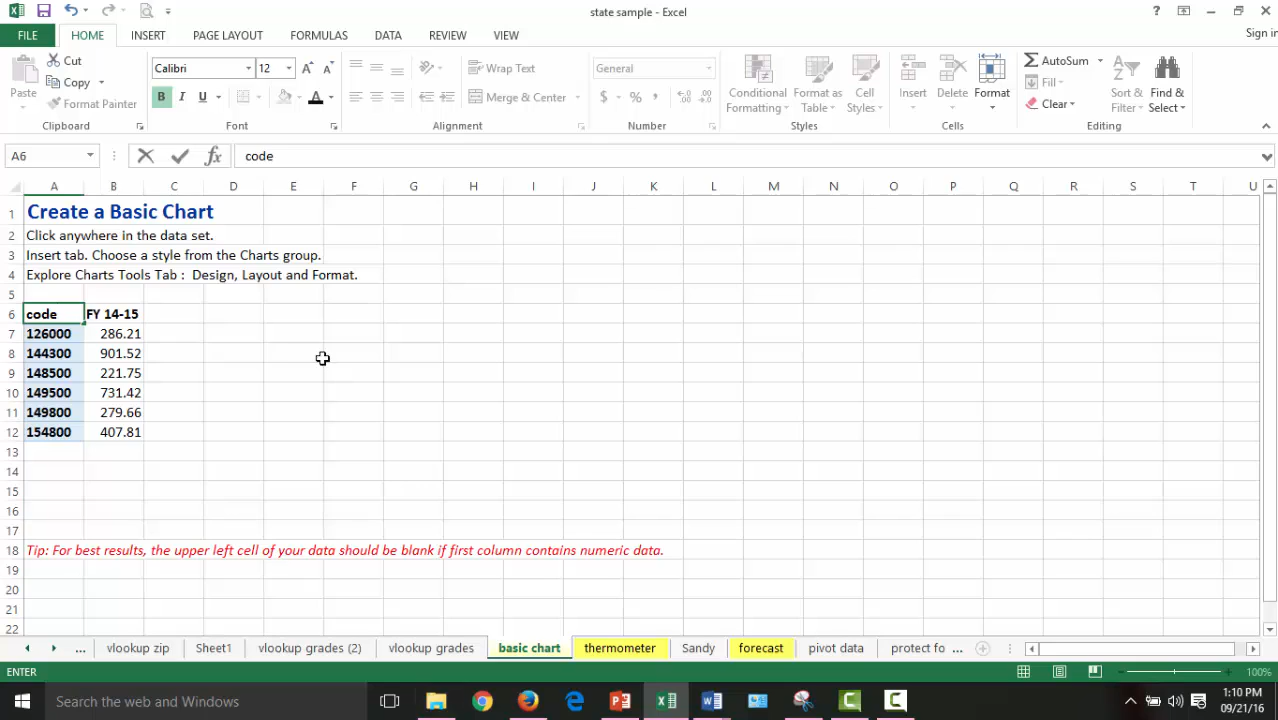 state sample - Excel
?
Sign in
FILE HOME INSERT PAGE LAYOUT FORMULAS DATA REVIEW VIEW
Paste
Cut
Copy
Format Painter
Clipboard
Calibri 12
B I U
Font
Wrap Text
Merge & Center
Alignment
General
$ % ,
Number
Conditional Formatting
Format as Table
Cell Styles
Styles
Insert Delete Format
Cells
AutoSum
Fill
Clear
Sort & Filter
Find & Select
Editing
A6 fx code
A B C D E F G H I J K L M N O P Q R S T U
1 Create a Basic Chart
2 Click anywhere in the data set.
3 Insert tab. Choose a style from the Charts group.
4 Explore Charts Tools Tab : Design, Layout and Format.
5
6 code FY 14-15
7 126000 286.21
8 144300 901.52
9 148500 221.75
10 149500 731.42
11 149800 279.66
12 154800 407.81
13
14
15
16
17
18 Tip: For best results, the upper left cell of your data should be blank if first column contains numeric data.
19
20
21
22
... vlookup zip Sheet1 vlookup grades (2) vlookup grades basic chart thermometer Sandy forecast pivot data protect fo ...
ENTER 100%
Search the web and Windows
1:10 PM
09/21/16